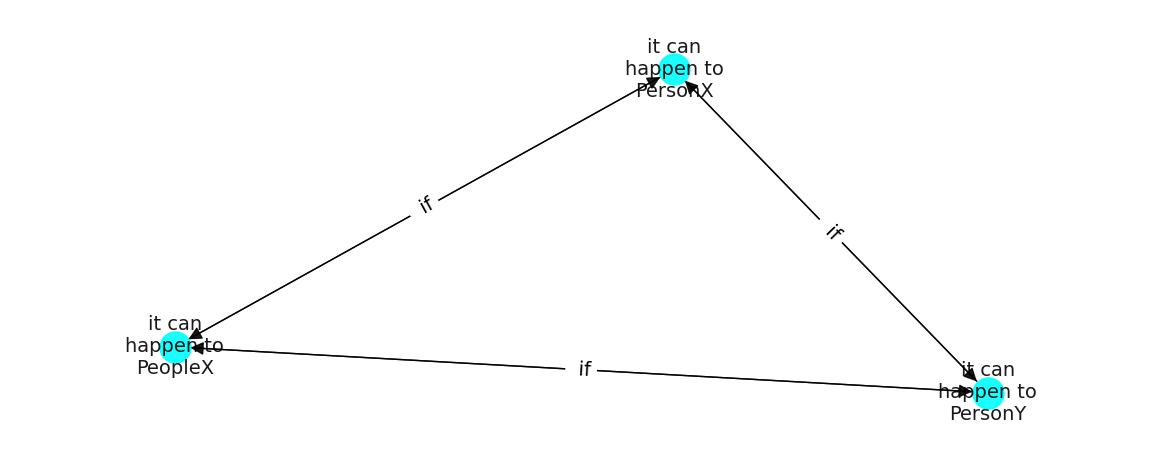 it can
happen to
PersonX
if
if
it can
happen to
PeopleX
if
it can
happen to
PersonY